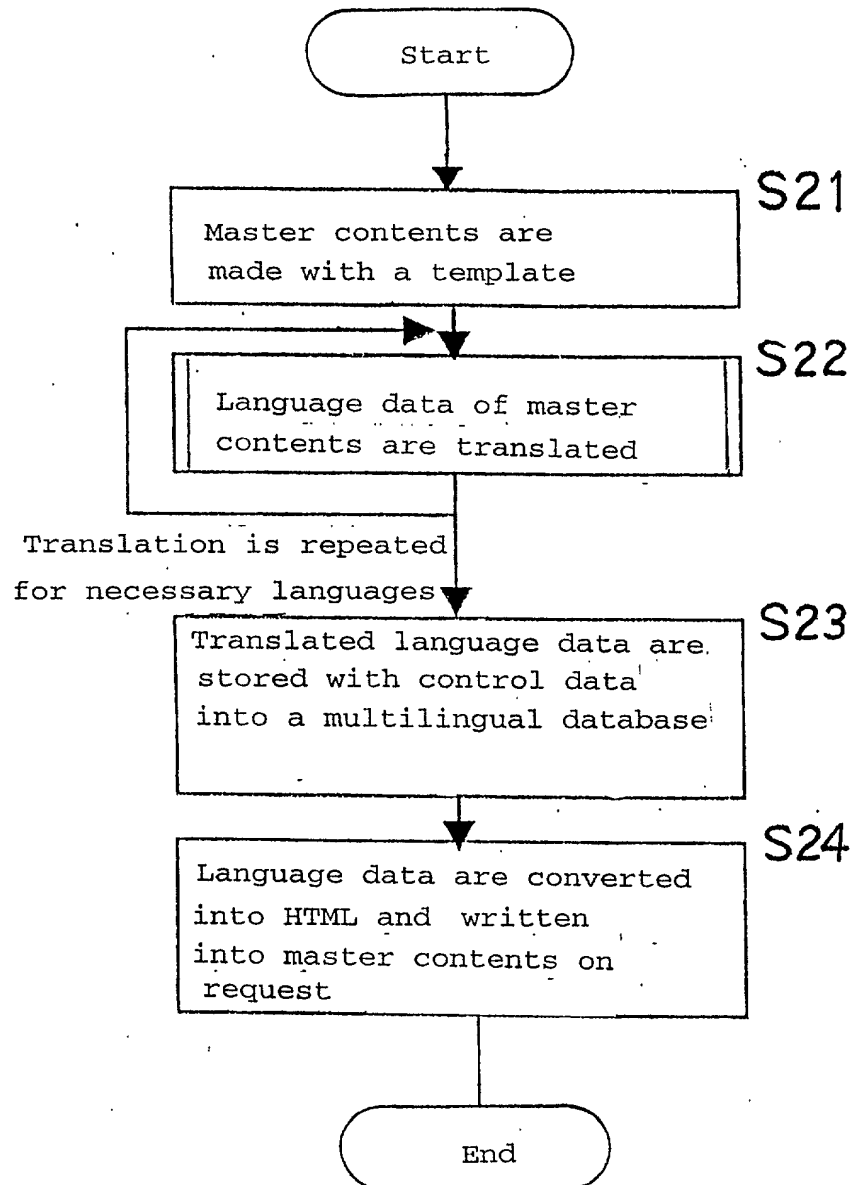 Start
S21
Master contents are
made with a template
S22
Language data of master
contents are translated
Translation is repeated
for necessary languages
S23
Translated language data are
stored with control data
into a multilingual database
S24
Language data are converted
into HTML and written
into master contents on
request
End